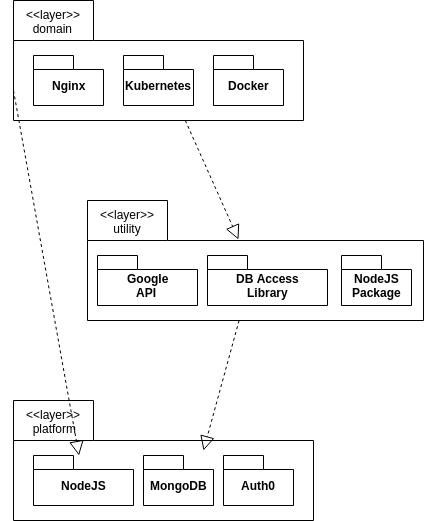 <<layer>>
domain
Nginx
Kubernetes
Docker
<<layer>>
utility
Google
API
DB Access
Library
NodeJS
Package
<<layer>>
platform
NodeJS
MongoDB
Auth0